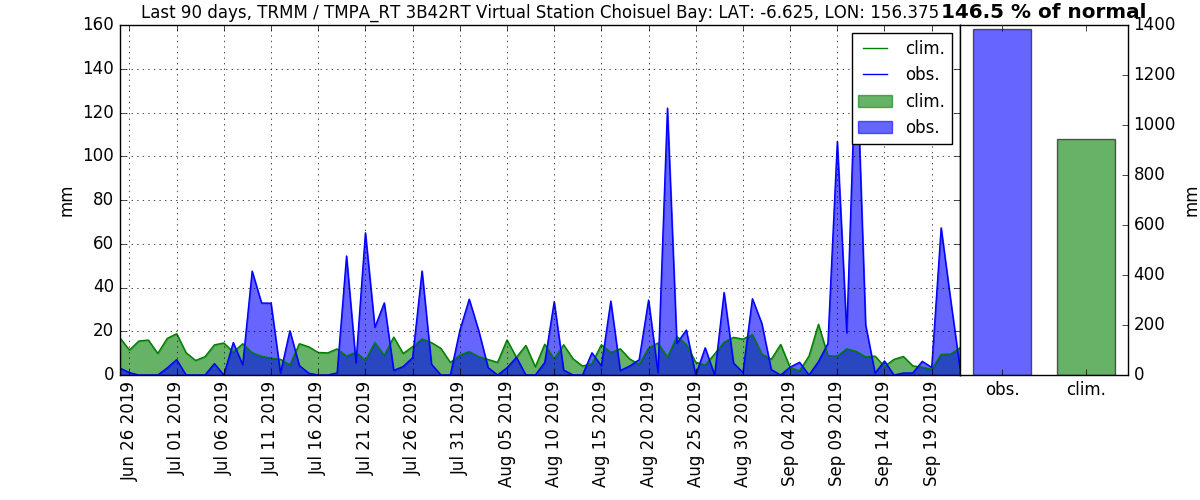 Last 90 days, TRMM / TMPA_RT 3B42RT Virtual Station Choisuel Bay: LAT: -6.625, LON: 156.375
146.5 % of normal
mm
160
140
120
100
80
60
40
20
0
clim.
obs.
clim.
obs.
1400
1200
1000
800
600
400
200
0
mm
Jun 26 2019
Jul 01 2019
Jul 06 2019
Jul 11 2019
Jul 16 2019
Jul 21 2019
Jul 26 2019
Jul 31 2019
Aug 05 2019
Aug 10 2019
Aug 15 2019
Aug 20 2019
Aug 25 2019
Aug 30 2019
Sep 04 2019
Sep 09 2019
Sep 14 2019
Sep 19 2019
obs.
clim.